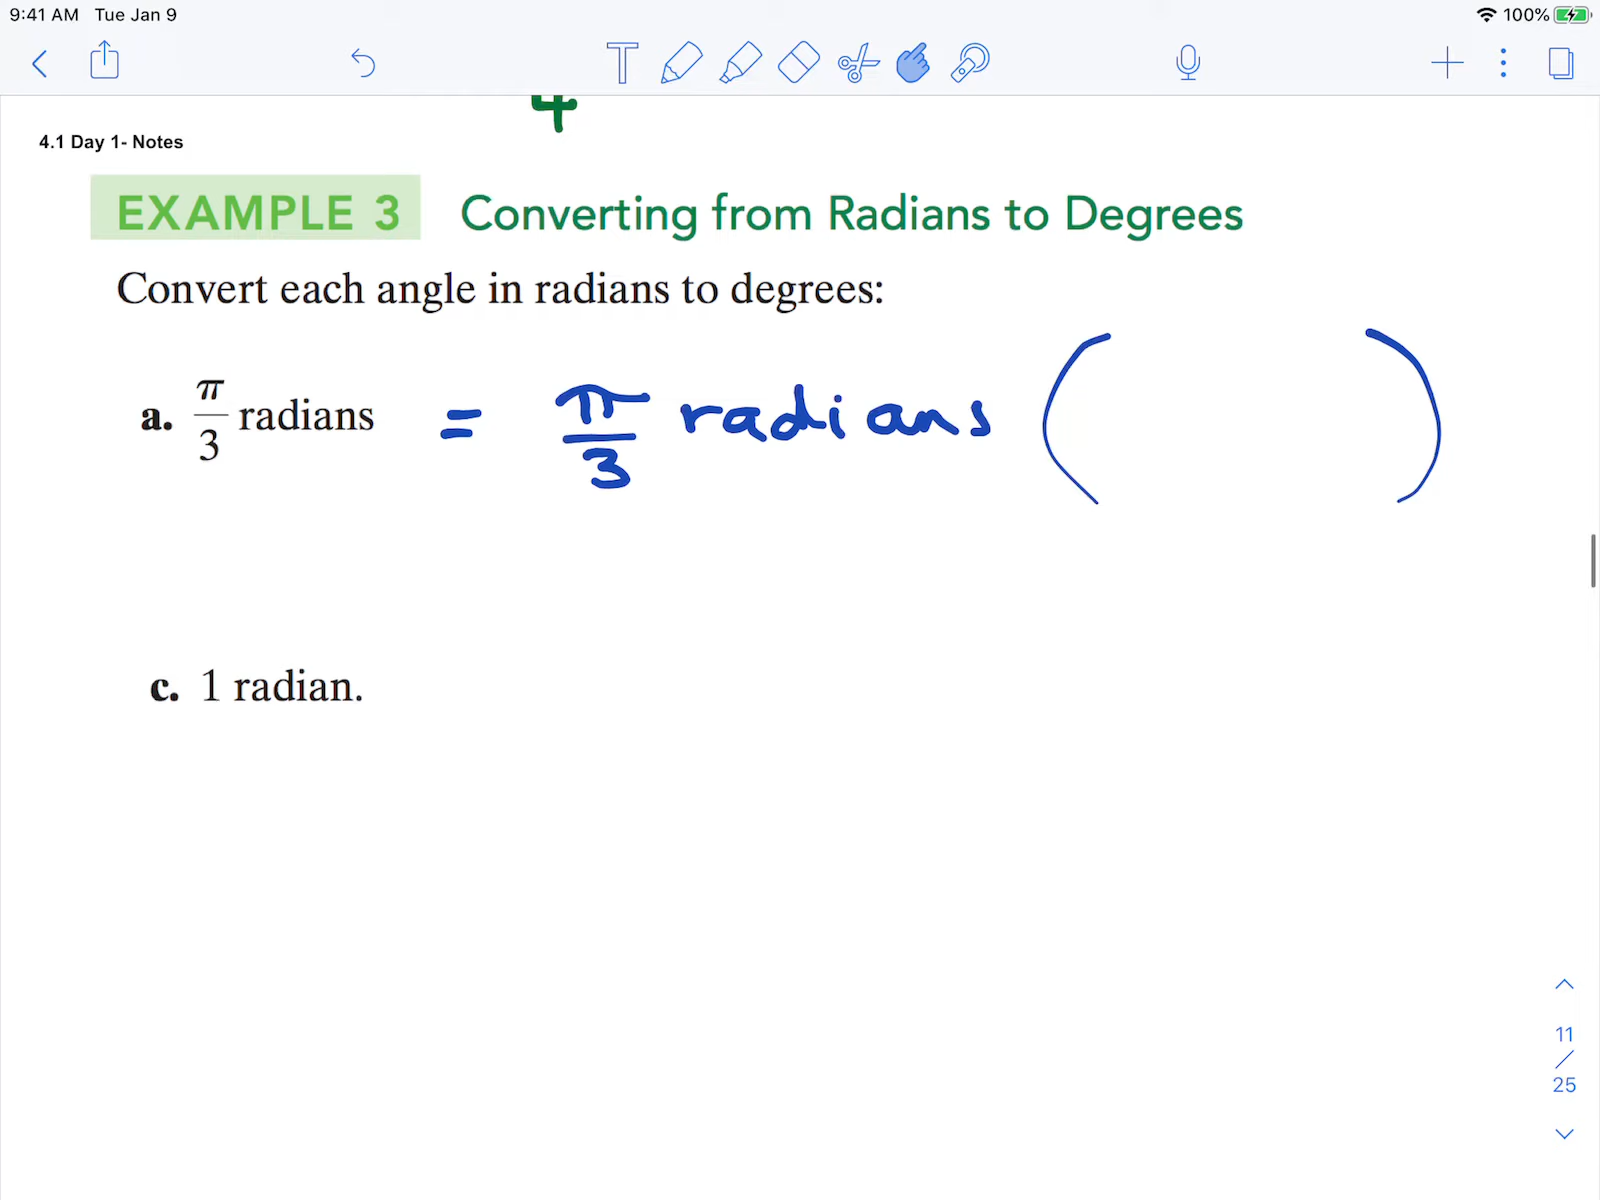 9:41 AM Tue Jan 9
100%
4
4.1 Day 1- Notes
EXAMPLE 3 Converting from Radians to Degrees
Convert each angle in radians to degrees:
a. π/3 radians = π/3 radians ( )
c. 1 radian.
11
/
25